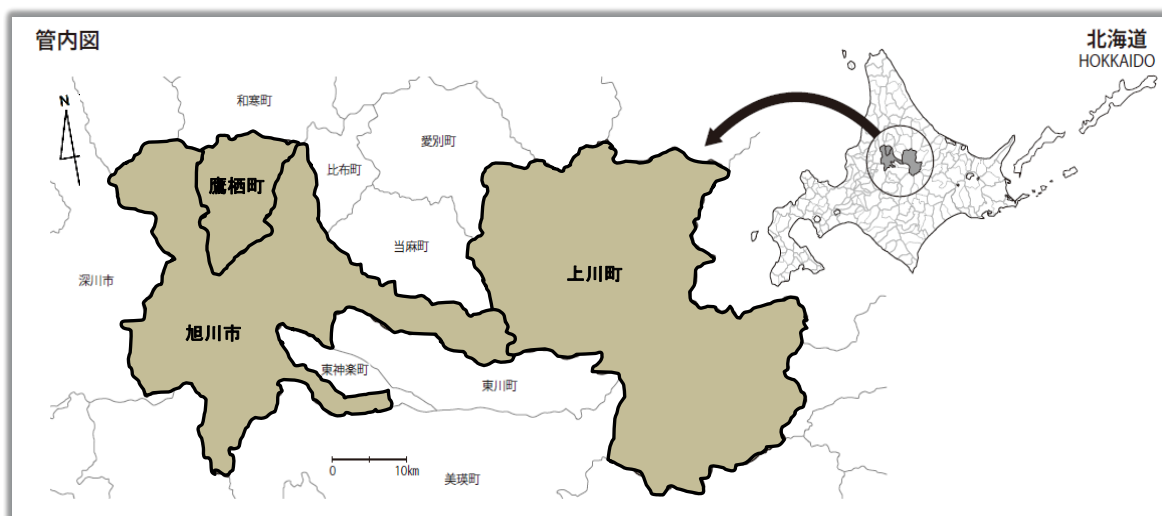 管内図
北海道
HOKKAIDO
N
和寒町
愛別町
比布町
鷹栖町
当麻町
深川市
上川町
旭川市
東神楽町
東川町
0 10km
美瑛町